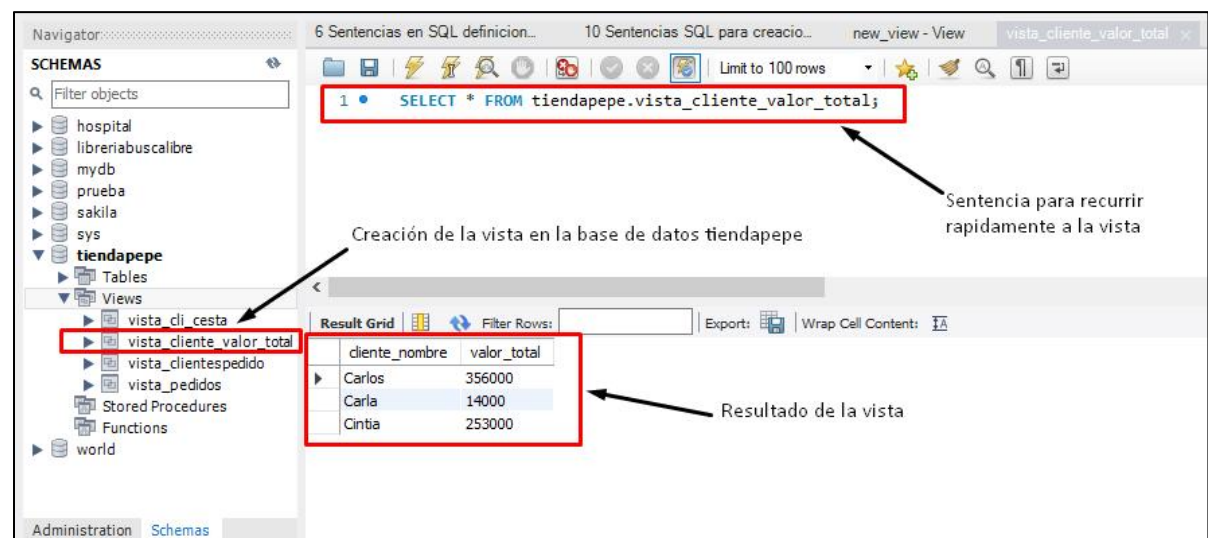 Navigator
6 Sentencias en SQL definicion...
10 Sentencias SQL para creacio...
new_view - View
vista_cliente_valor_total
SCHEMAS
Filter objects
hospital
libreriabuscalibre
mydb
prueba
sakila
sys
tiendapepe
Tables
Views
vista_cli_cesta
vista_cliente_valor_total
vista_clientespedido
vista_pedidos
Stored Procedures
Functions
world
Administration Schemas
Limit to 100 rows
1 SELECT * FROM tiendapepe.vista_cliente_valor_total;
Sentencia para recurrir
rapidamente a la vista
Creación de la vista en la base de datos tiendapepe
Result Grid Filter Rows: Export: Wrap Cell Content:
cliente_nombre valor_total
Carlos 356000
Carla 14000
Cintia 253000
Resultado de la vista